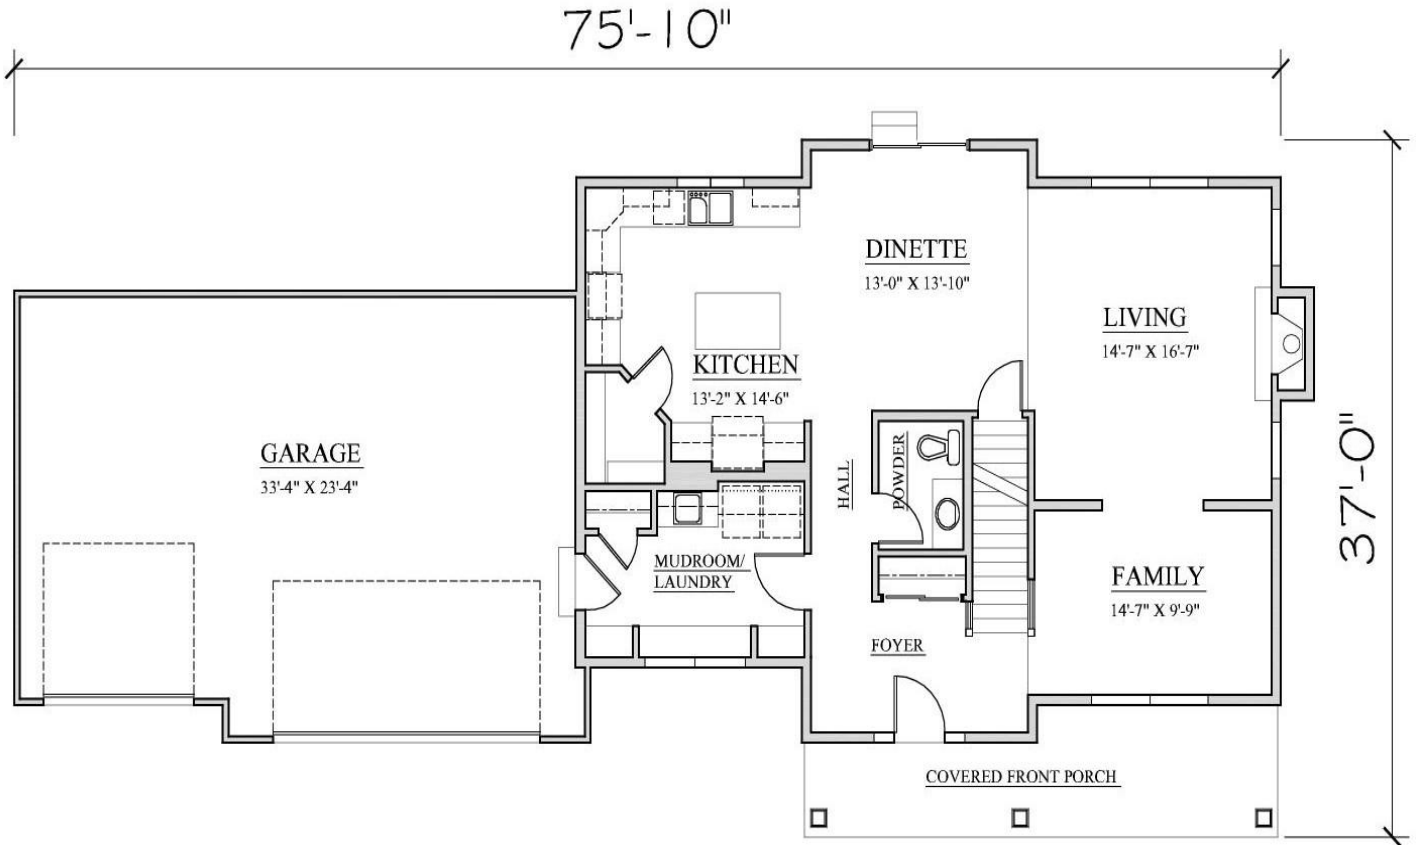 75'-10"
DINETTE
13'-0" X 13'-10"
LIVING
14'-7" X 16'-7"
KITCHEN
13'-2" X 14'-6"
GARAGE
33'-4" X 23'-4"
HALL
POWDER
37'-0"
MUDROOM/
LAUNDRY
FAMILY
14'-7" X 9'-9"
FOYER
COVERED FRONT PORCH